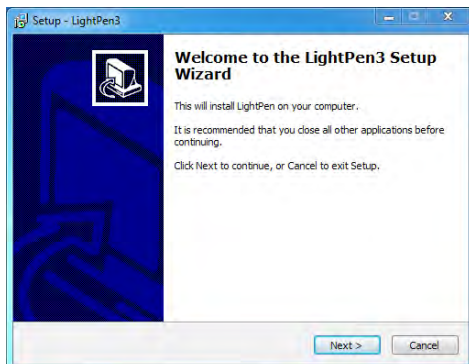 Setup - LightPen3
Welcome to the LightPen3 Setup
Wizard
This will install LightPen on your computer.
It is recommended that you close all other applications before
continuing.
Click Next to continue, or Cancel to exit Setup.
Next >
Cancel